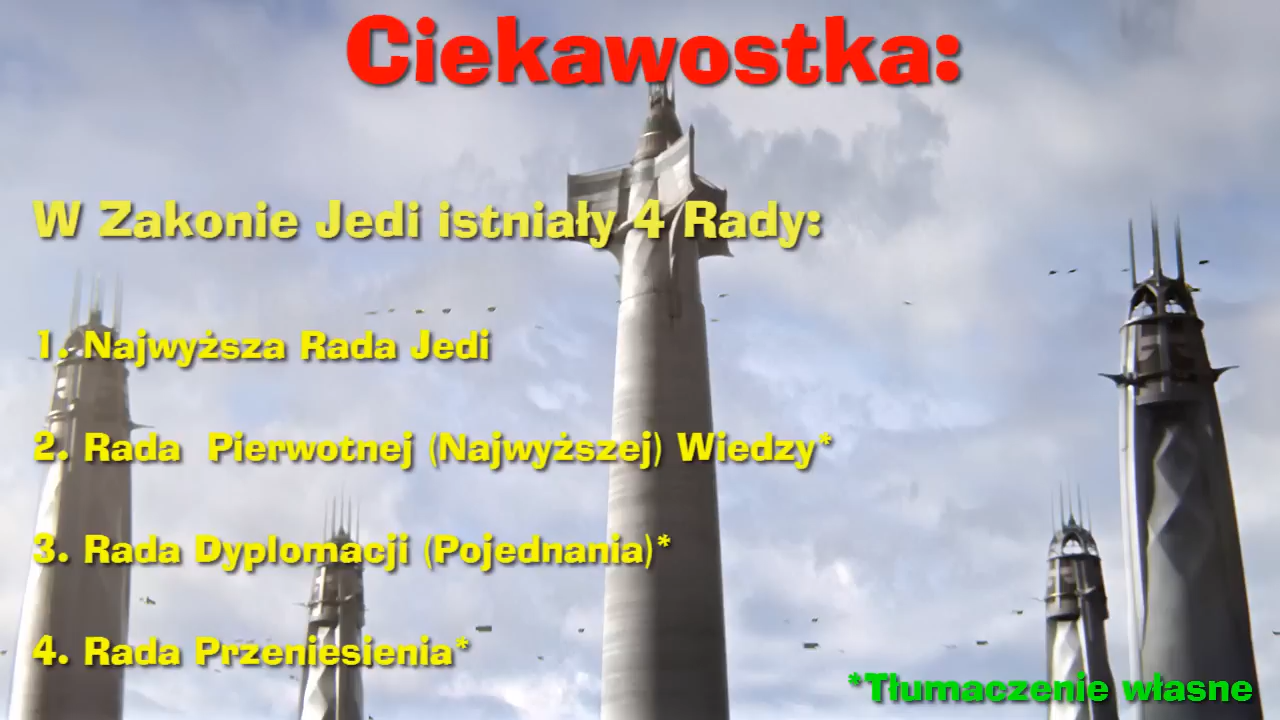 Ciekawostka:
W Zakonie Jedi istniały 4 Rady:
1. Najwyższa Rada Jedi
2. Rada  Pierwotnej (Najwyższej) Wiedzy*
3. Rada Dyplomacji (Pojednania)*
4. Rada Przeniesienia*
*Tłumaczenie własne